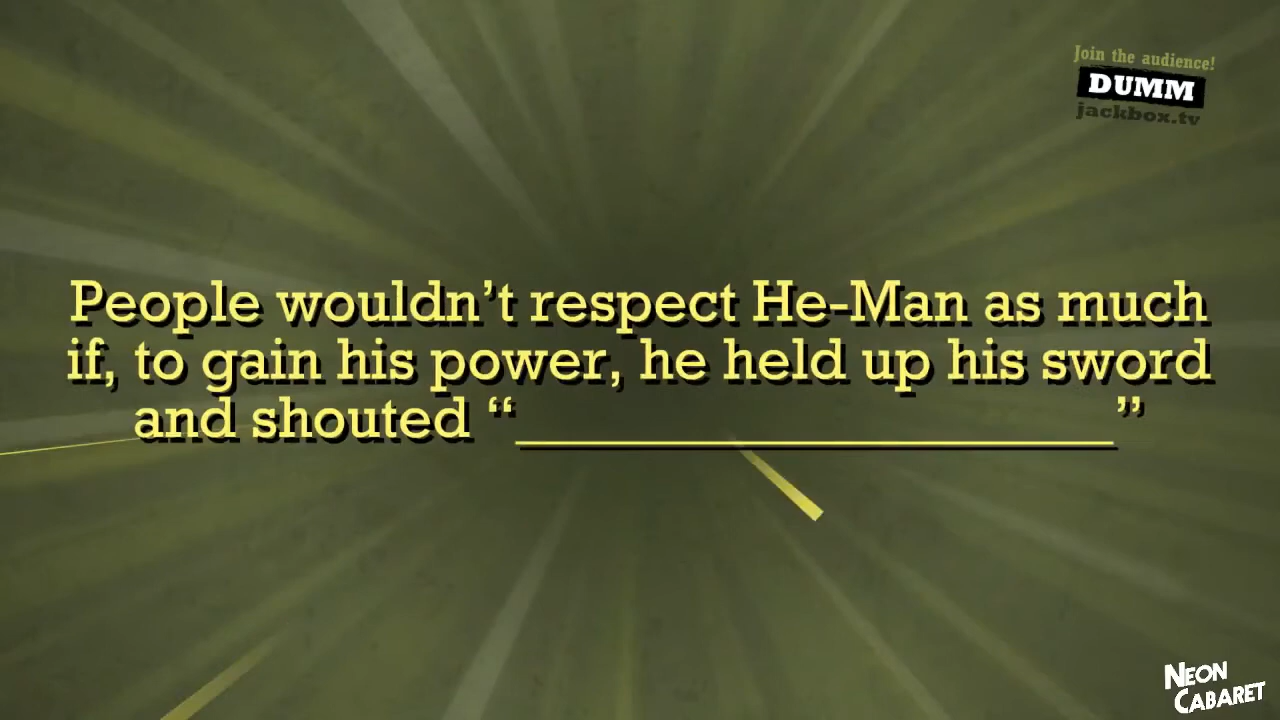 Join the audience!
DUMM
jackbox.tv
People wouldn’t respect He-Man as much
if, to gain his power, he held up his sword
and shouted “____________________”
NEON
CABARET